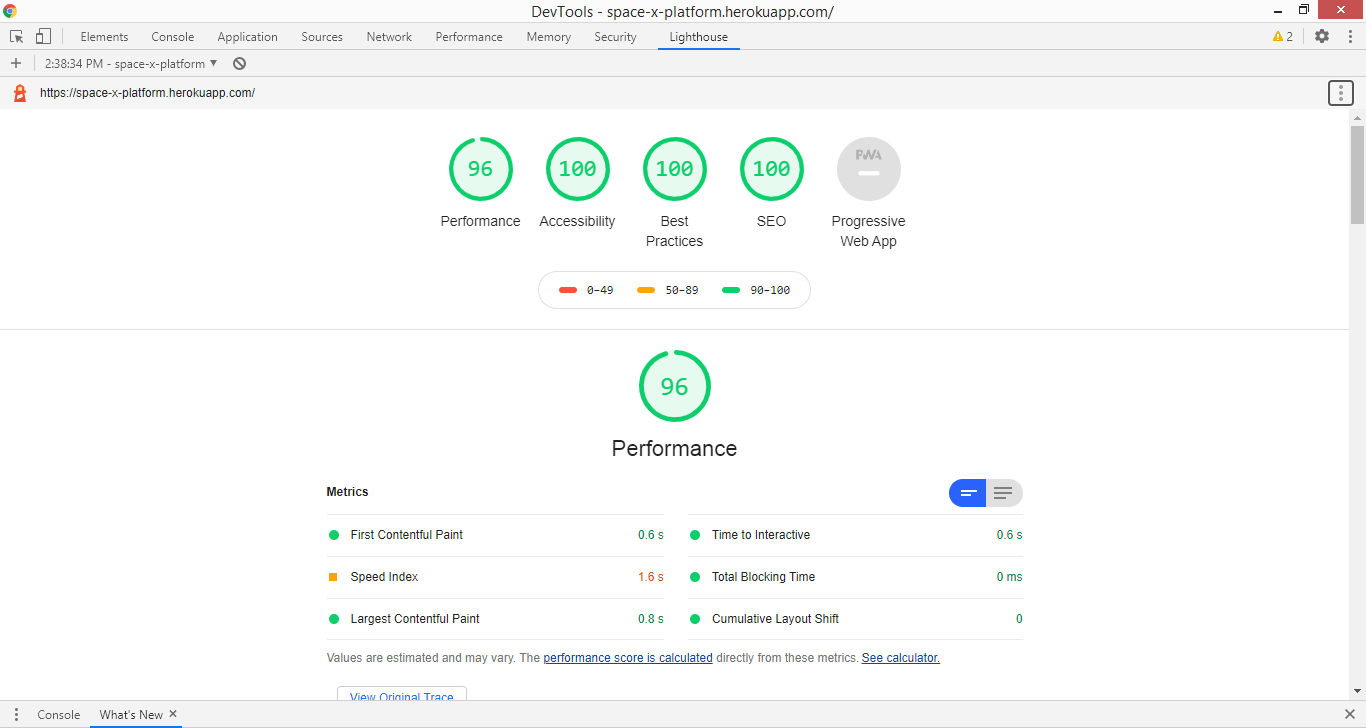 DevTools - space-x-platform.herokuapp.com/
Elements Console Application Sources Network Performance Memory Security Lighthouse 2
2:38:34 PM - space-x-platform
https://space-x-platform.herokuapp.com/
96 100 100 100 PWA
Performance Accessibility Best Practices SEO Progressive Web App
0–49 50–89 90–100
96
Performance
Metrics
First Contentful Paint 0.6 s
Time to Interactive 0.6 s
Speed Index 1.6 s
Total Blocking Time 0 ms
Largest Contentful Paint 0.8 s
Cumulative Layout Shift 0
Values are estimated and may vary. The performance score is calculated directly from these metrics. See calculator.
View Original Trace
Console What's New